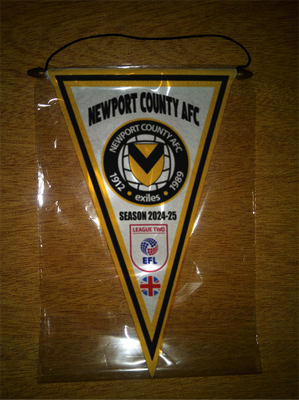 NEWPORT COUNTY AFC
NEWPORT COUNTY AFC
1912 · exiles · 1989
SEASON 2024-25
LEAGUE TWO
EFL